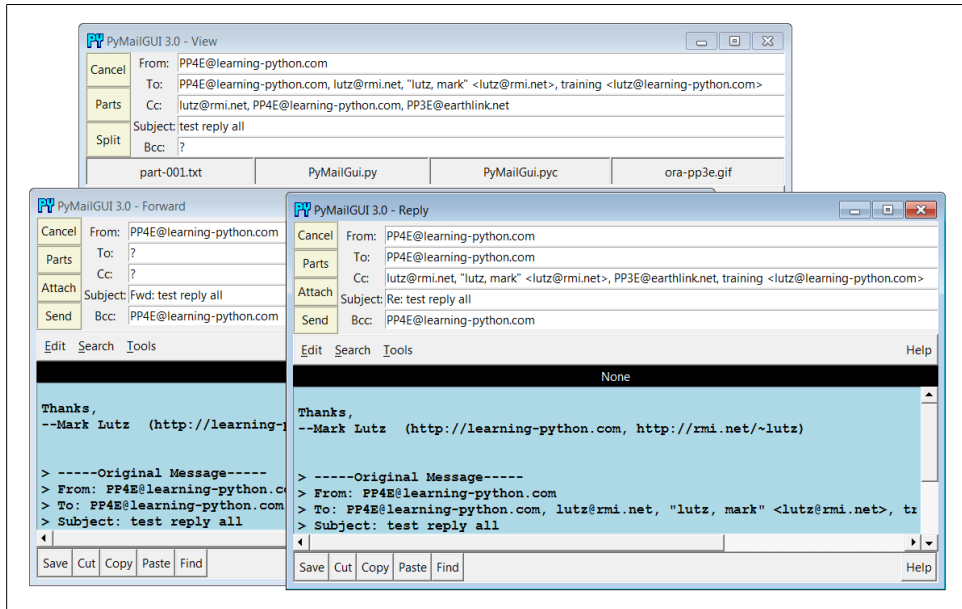 PyMailGUI 3.0 - View
Cancel From: PP4E@learning-python.com
To: PP4E@learning-python.com, lutz@rmi.net, "lutz, mark" <lutz@rmi.net>, training <lutz@learning-python.com>
Parts Cc: lutz@rmi.net, PP4E@learning-python.com, PP3E@earthlink.net
Subject: test reply all
Split Bcc: ?
part-001.txt PyMailGui.py PyMailGui.pyc ora-pp3e.gif
PyMailGUI 3.0 - Forward
Cancel From: PP4E@learning-python.com
Parts To: ?
Cc: ?
Attach Subject: Fwd: test reply all
Send Bcc: PP4E@learning-python.com
Edit Search Tools
Thanks,
--Mark Lutz (http://learning-
> -----Original Message-----
> From: PP4E@learning-python.c
> To: PP4E@learning-python.com
> Subject: test reply all
Save Cut Copy Paste Find
PyMailGUI 3.0 - Reply
Cancel From: PP4E@learning-python.com
Parts To: PP4E@learning-python.com
Cc: lutz@rmi.net, "lutz, mark" <lutz@rmi.net>, PP3E@earthlink.net, training <lutz@learning-python.com>
Attach Subject: Re: test reply all
Send Bcc: PP4E@learning-python.com
Edit Search Tools Help
None
Thanks,
--Mark Lutz (http://learning-python.com, http://rmi.net/~lutz)
> -----Original Message-----
> From: PP4E@learning-python.com
> To: PP4E@learning-python.com, lutz@rmi.net, "lutz, mark" <lutz@rmi.net>, tr
> Subject: test reply all
Save Cut Copy Paste Find Help